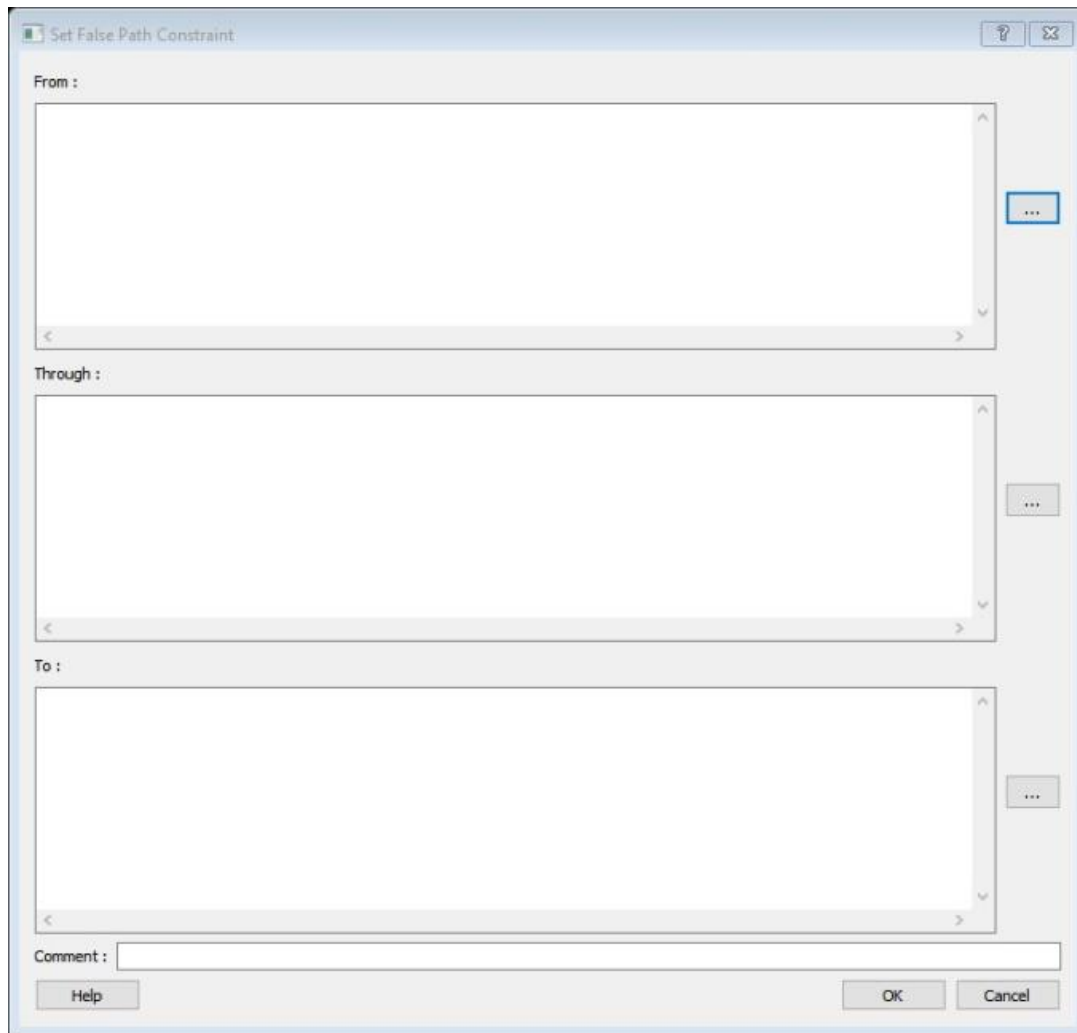 Set False Path Constraint
From :
...
Through :
...
To :
...
Comment :
Help OK Cancel